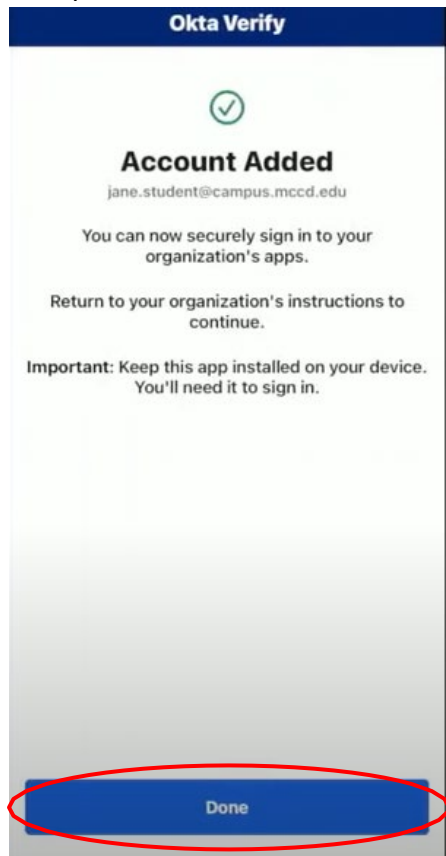 Okta Verify
Account Added
jane.student@campus.mccd.edu
You can now securely sign in to your
organization's apps.
Return to your organization's instructions to
continue.
Important: Keep this app installed on your device.
You'll need it to sign in.
Done